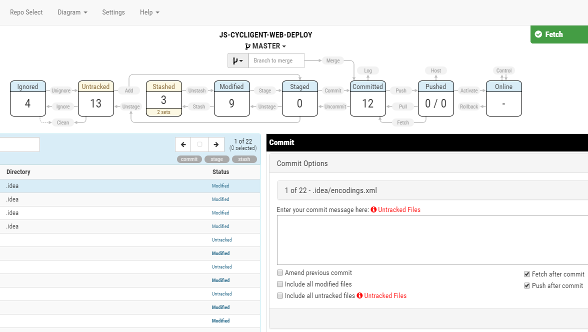 Repo Select Diagram Settings Help
Fetch
JS-CYCLIGENT-WEB-DEPLOY
MASTER
Branch to merge Merge
Log Host Control
Ignored Untracked Stashed Modified Staged Committed Pushed Online
4 13 3 9 0 12 0 / 0 -
2 sets
Unignore Add Unstash Stage Commit Push Activate
Ignore Unstage Stash Unstage Uncommit Pull Rollback
Clean Fetch
1 of 22
(0 selected)
commit stage stash
Directory Status
.idea Modified
.idea Modified
.idea Modified
.idea Modified
Untracked
Modified
Untracked
Modified
Untracked
Modified
Modified
Commit
Commit Options
1 of 22 - .idea/encodings.xml
Enter your commit message here: Untracked Files
Amend previous commit
Include all modified files
Include all untracked files Untracked Files
Fetch after commit
Push after commit